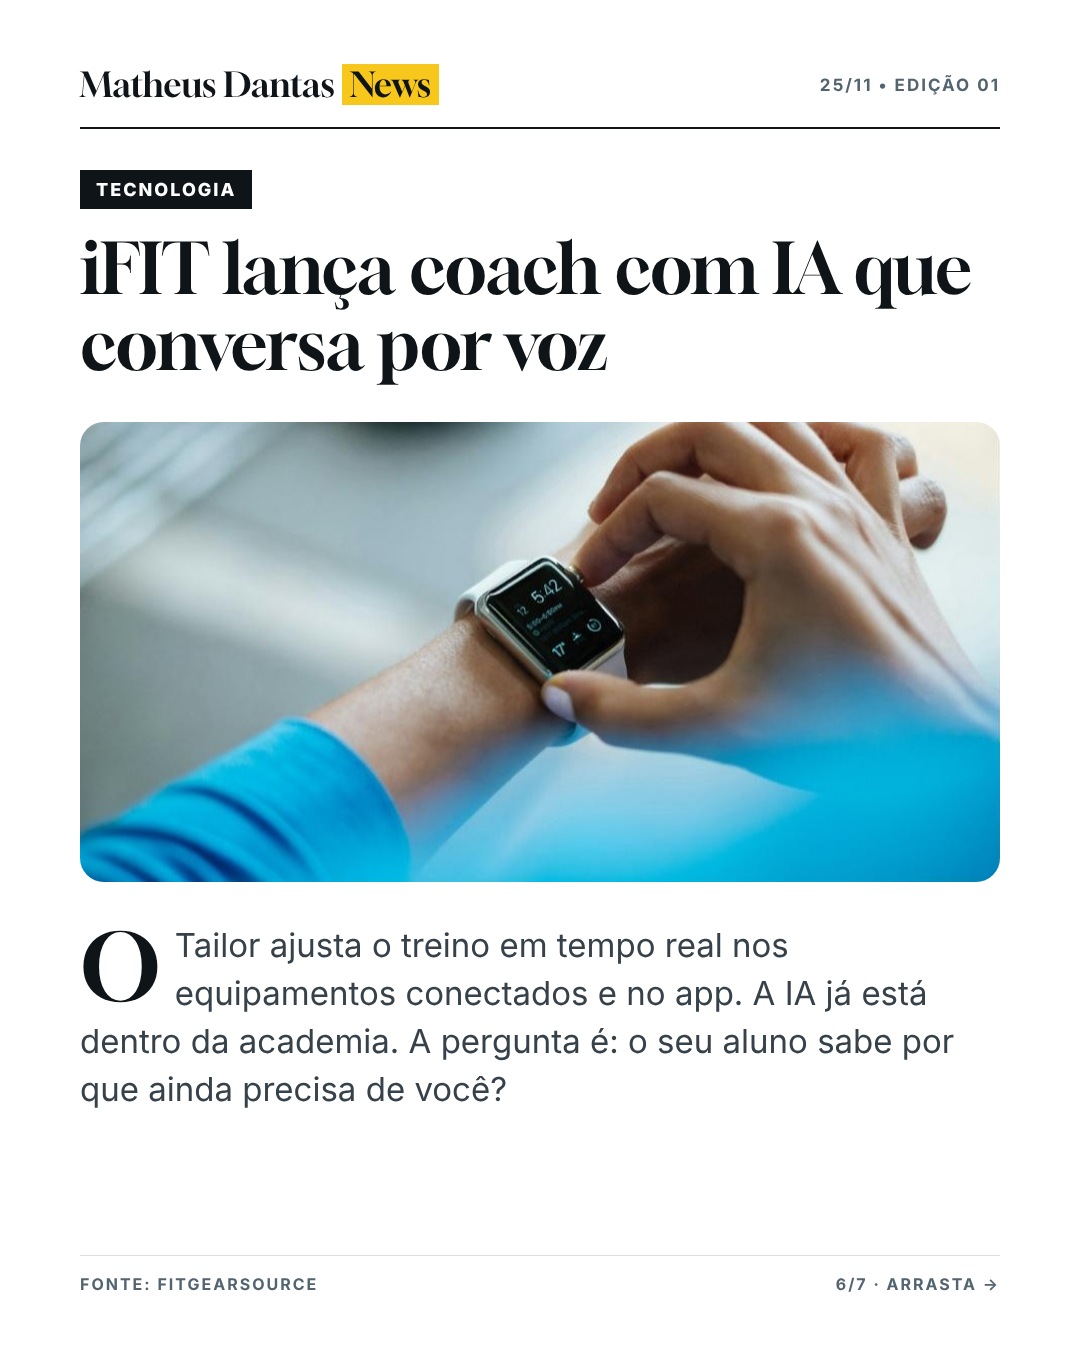 Matheus Dantas News
25/11 • EDIÇÃO 01
TECNOLOGIA
iFIT lança coach com IA que
conversa por voz
12 5:42
17°
O Tailor ajusta o treino em tempo real nos
equipamentos conectados e no app. A IA já está
dentro da academia. A pergunta é: o seu aluno sabe por
que ainda precisa de você?
FONTE: FITGEARSOURCE
6/7 · ARRASTA →